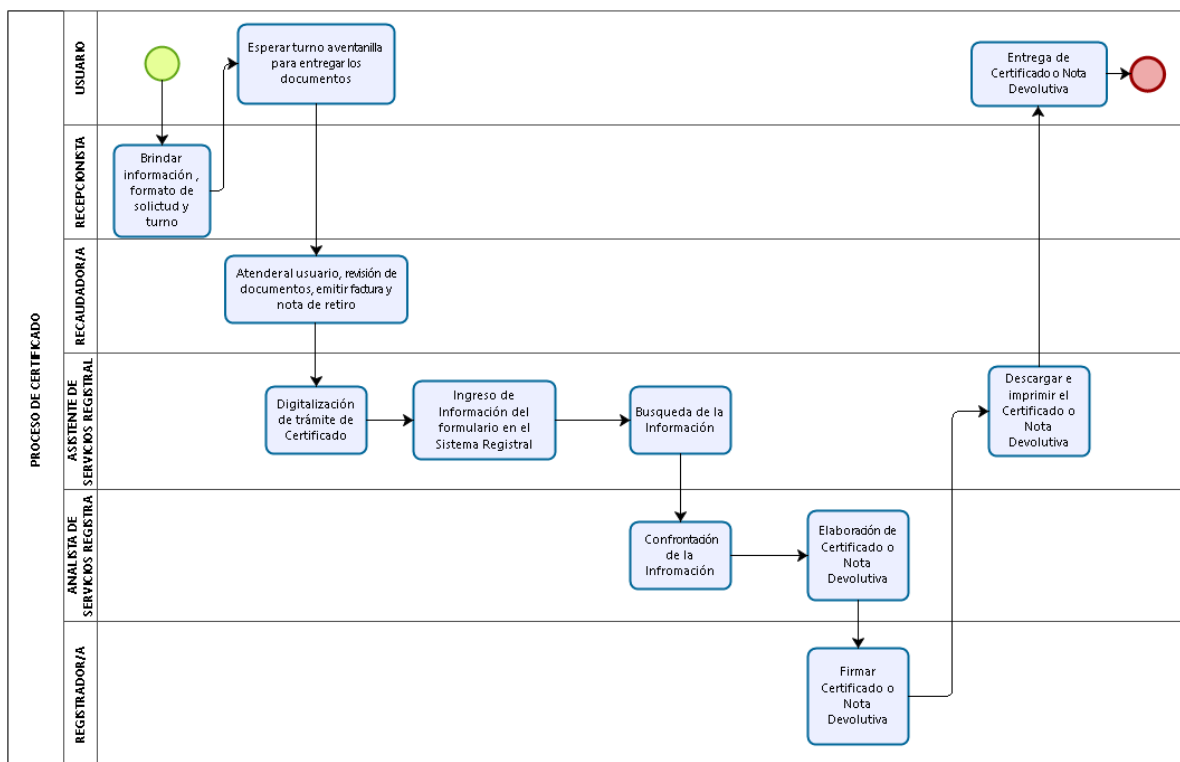 PROCESO DE CERTIFICADO
USUARIO
Esperar turno a ventanilla
para entregar los
documentos
Entrega de
Certificado o Nota
Devolutiva
RECEPCIONISTA
Brindar
información ,
formato de
solictud y
turno
RECAUDADOR/A
Atender al usuario, revisión de
documentos, emitir factura y
nota de retiro
ASISTENTE DE
SERVICIOS REGISTRAL
Digitalización
de trámite de
Certificado
Ingreso de
Información del
formulario en el
Sistema Registral
Busqueda de la
Información
Descargar e
imprimir el
Certificado o
Nota
Devolutiva
ANALISTA DE
SERVICIOS REGISTRA
Confrontación
de la
Infromación
Elaboración de
Certificado o
Nota
Devolutiva
REGISTRADOR/A
Firmar
Certificado o
Nota
Devolutiva